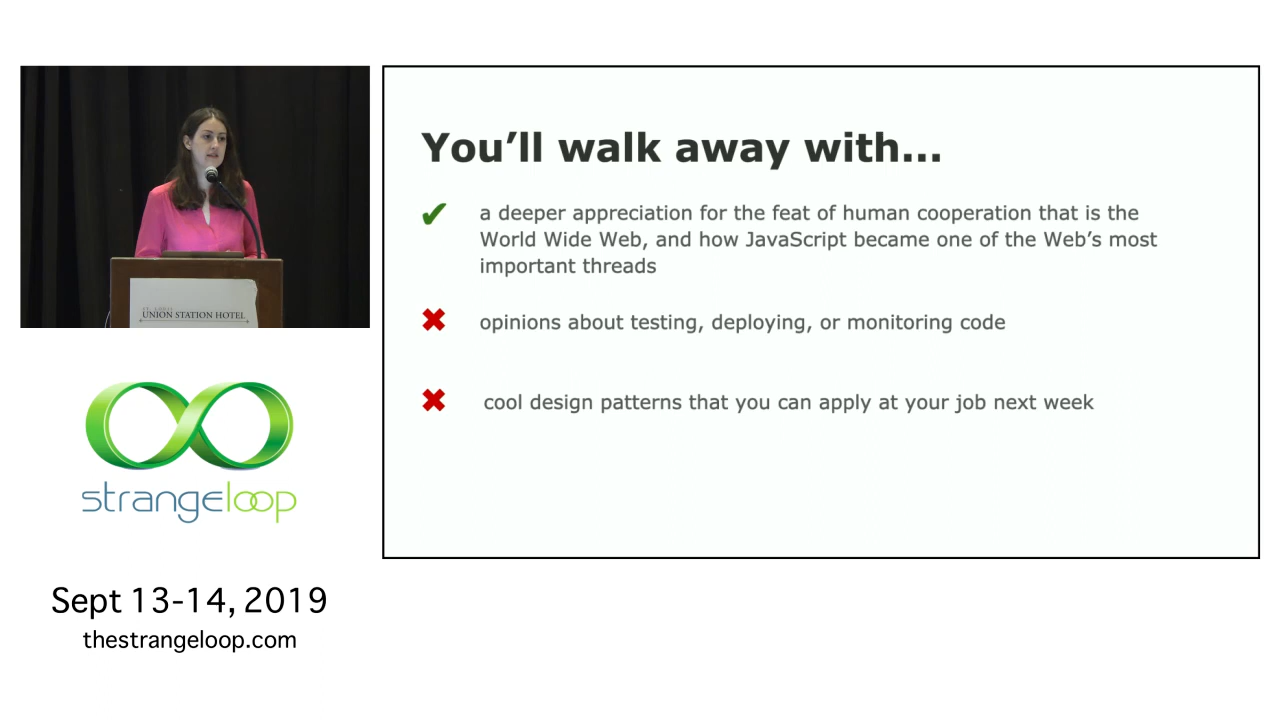 You’ll walk away with...
✔ a deeper appreciation for the feat of human cooperation that is the
World Wide Web, and how JavaScript became one of the Web’s most
important threads
✖ opinions about testing, deploying, or monitoring code
✖ cool design patterns that you can apply at your job next week
UNION STATION HOTEL
strangeloop
Sept 13-14, 2019
thestrangeloop.com